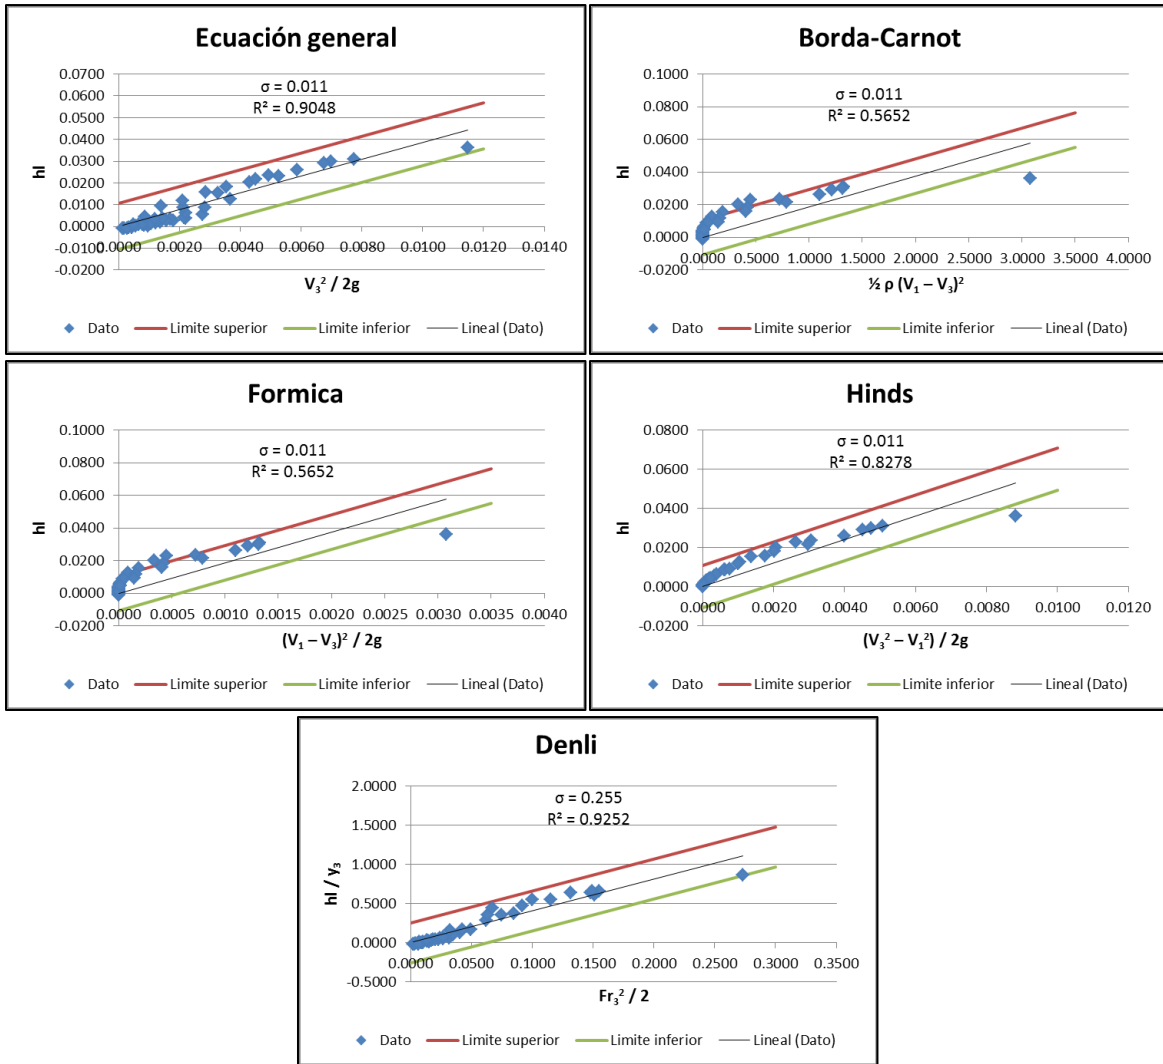 Ecuación general
σ = 0.011
R² = 0.9048
0.0700
0.0600
0.0500
0.0400
0.0300
0.0200
0.0100
0.0000
-0.0100
-0.0200
hl
0.0000 0.0020 0.0040 0.0060 0.0080 0.0100 0.0120 0.0140
V₃² / 2g
Dato Limite superior Limite inferior Lineal (Dato)
Borda-Carnot
σ = 0.011
R² = 0.5652
0.1000
0.0800
0.0600
0.0400
0.0200
0.0000
-0.0200
hl
0.0000 0.5000 1.0000 1.5000 2.0000 2.5000 3.0000 3.5000 4.0000
½ ρ (V₁ – V₃)²
Dato Limite superior Limite inferior Lineal (Dato)
Formica
σ = 0.011
R² = 0.5652
0.1000
0.0800
0.0600
0.0400
0.0200
0.0000
-0.0200
hl
0.0000 0.0005 0.0010 0.0015 0.0020 0.0025 0.0030 0.0035 0.0040
(V₁ – V₃)² / 2g
Dato Limite superior Limite inferior Lineal (Dato)
Hinds
σ = 0.011
R² = 0.8278
0.0800
0.0600
0.0400
0.0200
0.0000
-0.0200
hl
0.0000 0.0020 0.0040 0.0060 0.0080 0.0100 0.0120
(V₃² – V₁²) / 2g
Dato Limite superior Limite inferior Lineal (Dato)
Denli
σ = 0.255
R² = 0.9252
2.0000
1.5000
1.0000
0.5000
0.0000
-0.5000
hl / y₃
0.0000 0.0500 0.1000 0.1500 0.2000 0.2500 0.3000 0.3500
Fr₃² / 2
Dato Limite superior Limite inferior Lineal (Dato)